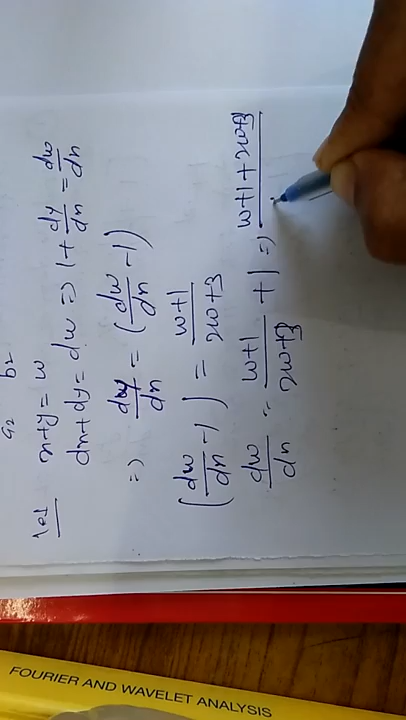 a₂ b₂
let x+y = w
dx+dy = dw => 1 + dy/dx = dw/dx
=> dy/dx = (dw/dx - 1)
(dw/dx - 1) = w+1/2w+3
dw/dx = w+1/2w+3 + 1 => w+1+2w+3
FOURIER AND WAVELET ANALYSIS